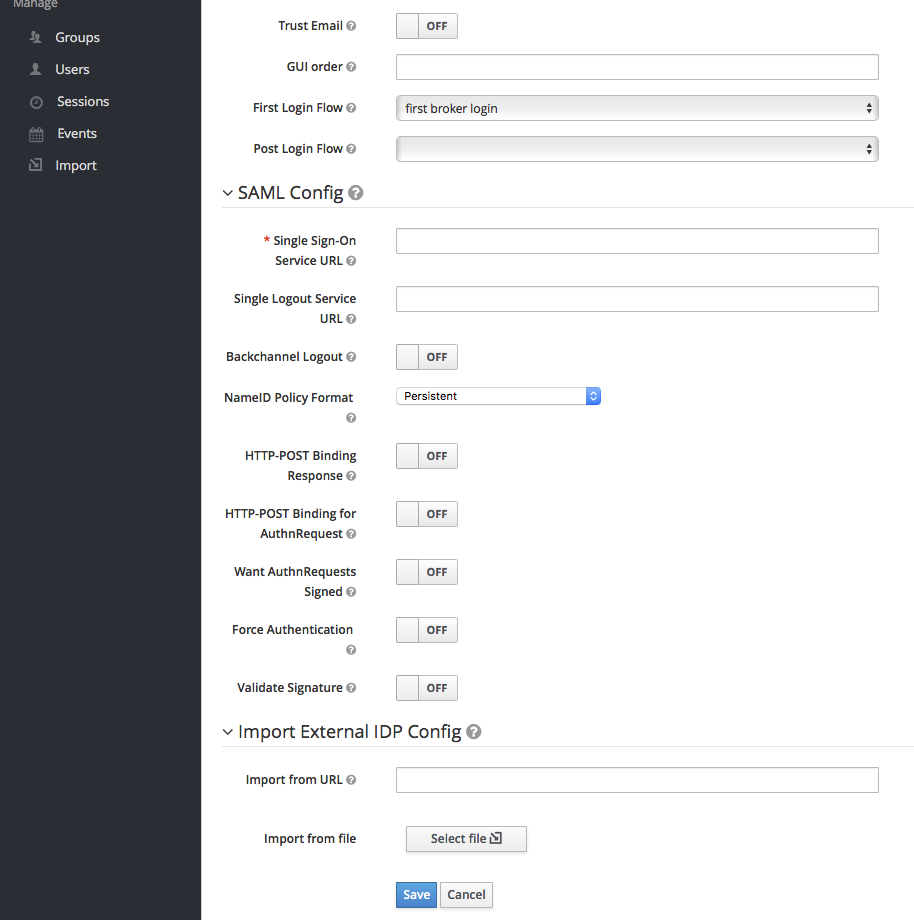 Manage
Groups
Users
Sessions
Events
Import
Trust Email
OFF
GUI order
First Login Flow
first broker login
Post Login Flow
SAML Config
* Single Sign-On
Service URL
Single Logout Service
URL
Backchannel Logout
OFF
NameID Policy Format
Persistent
HTTP-POST Binding
Response
OFF
HTTP-POST Binding for
AuthnRequest
OFF
Want AuthnRequests
Signed
OFF
Force Authentication
OFF
Validate Signature
OFF
Import External IDP Config
Import from URL
Import from file
Select file
Save
Cancel